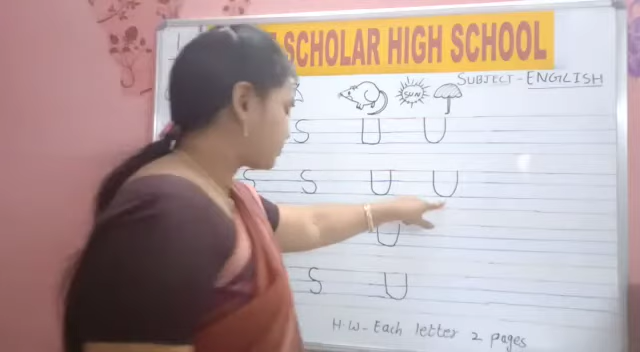 SCHOLAR HIGH SCHOOL
SUBJECT - ENGLISH
SUN
S U U
S S U U
U
S U
H.W - Each letter 2 pages